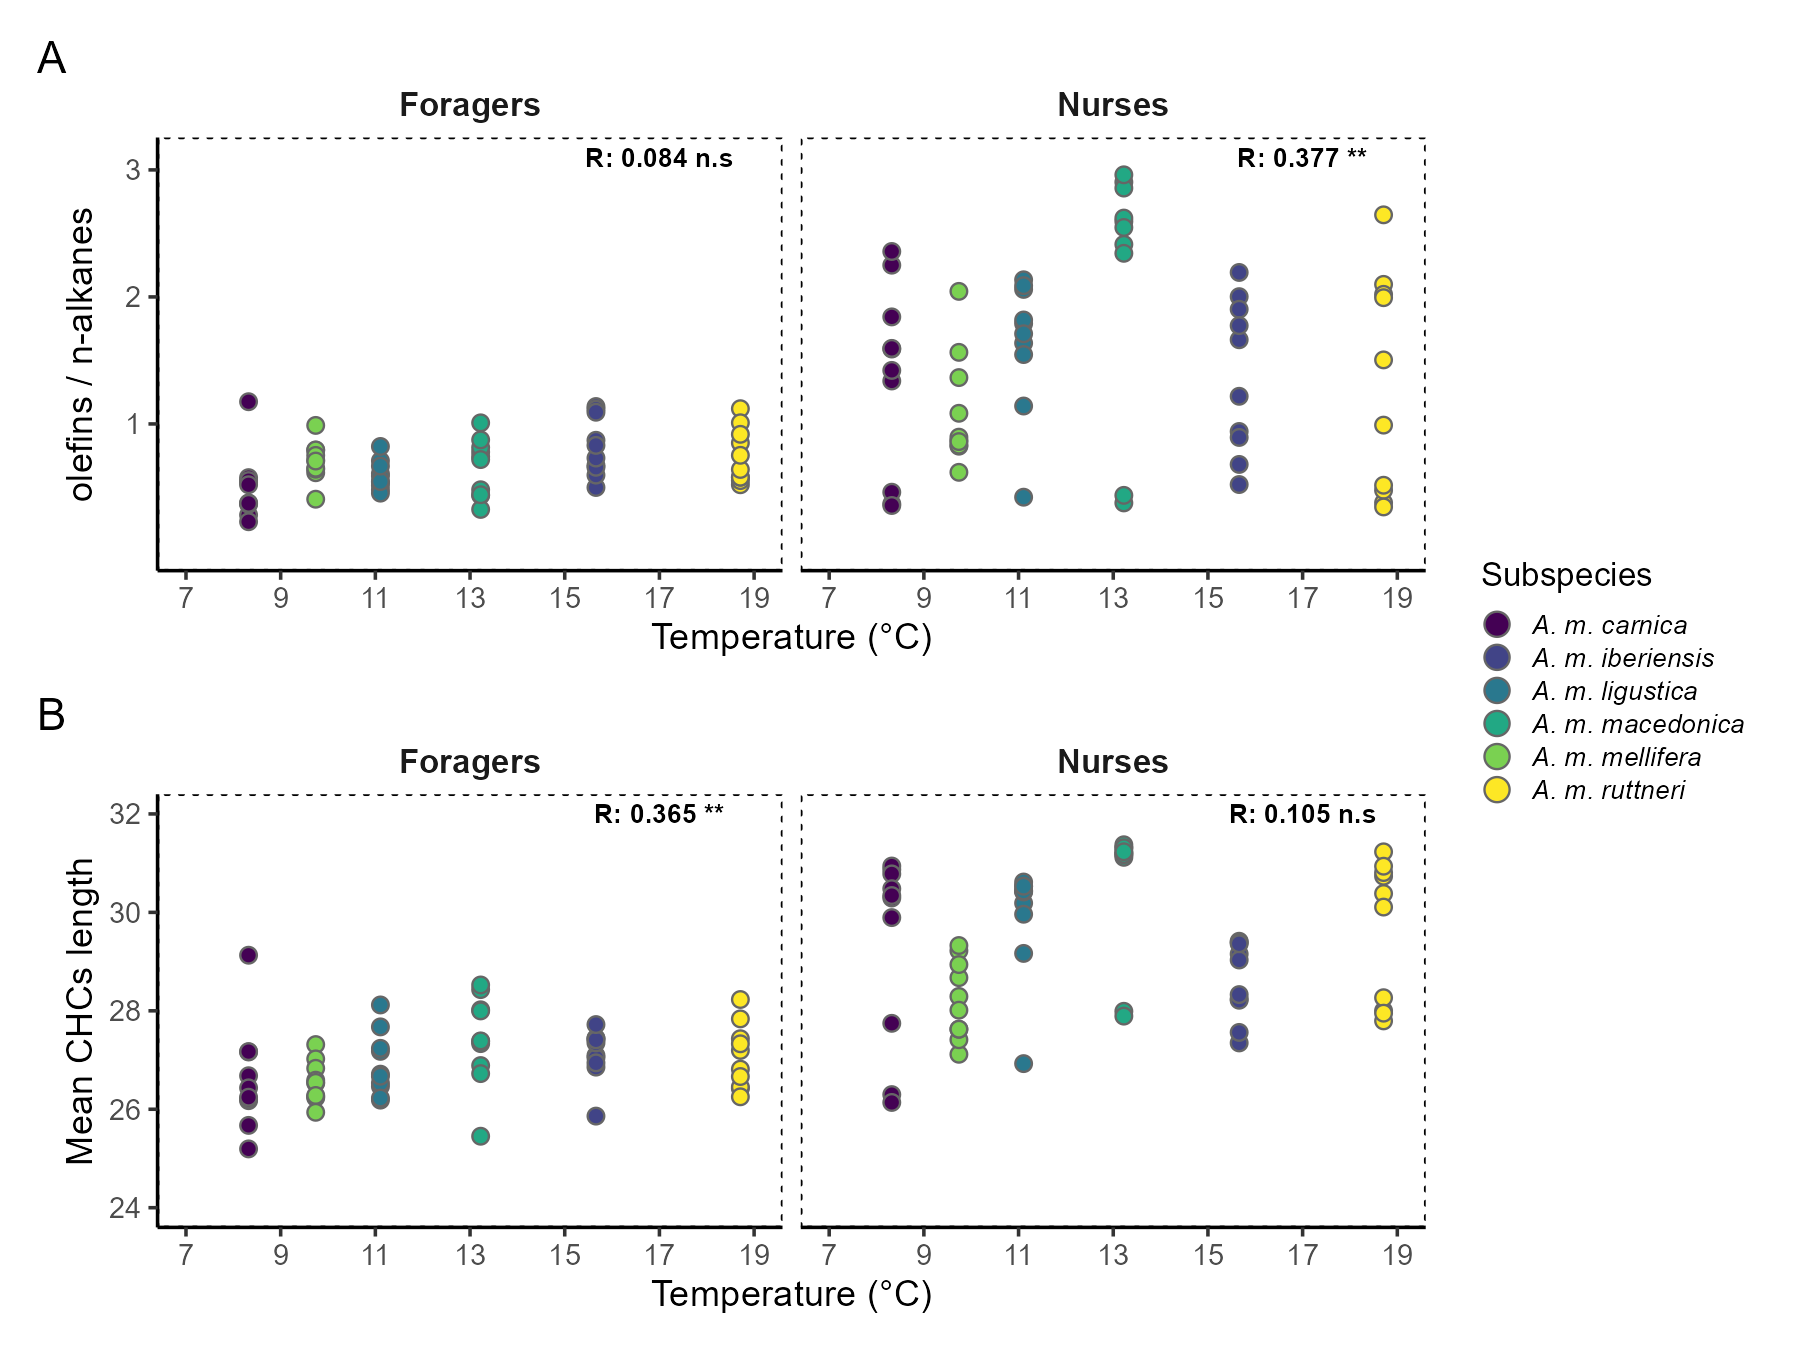 A
Foragers
Nurses
R: 0.084 n.s
R: 0.377 **
olefins / n-alkanes
3
2
1
7 9 11 13 15 17 19
7 9 11 13 15 17 19
Temperature (°C)
B
Foragers
Nurses
R: 0.365 **
R: 0.105 n.s
Mean CHCs length
32
30
28
26
24
7 9 11 13 15 17 19
7 9 11 13 15 17 19
Temperature (°C)
Subspecies
A. m. carnica
A. m. iberiensis
A. m. ligustica
A. m. macedonica
A. m. mellifera
A. m. ruttneri